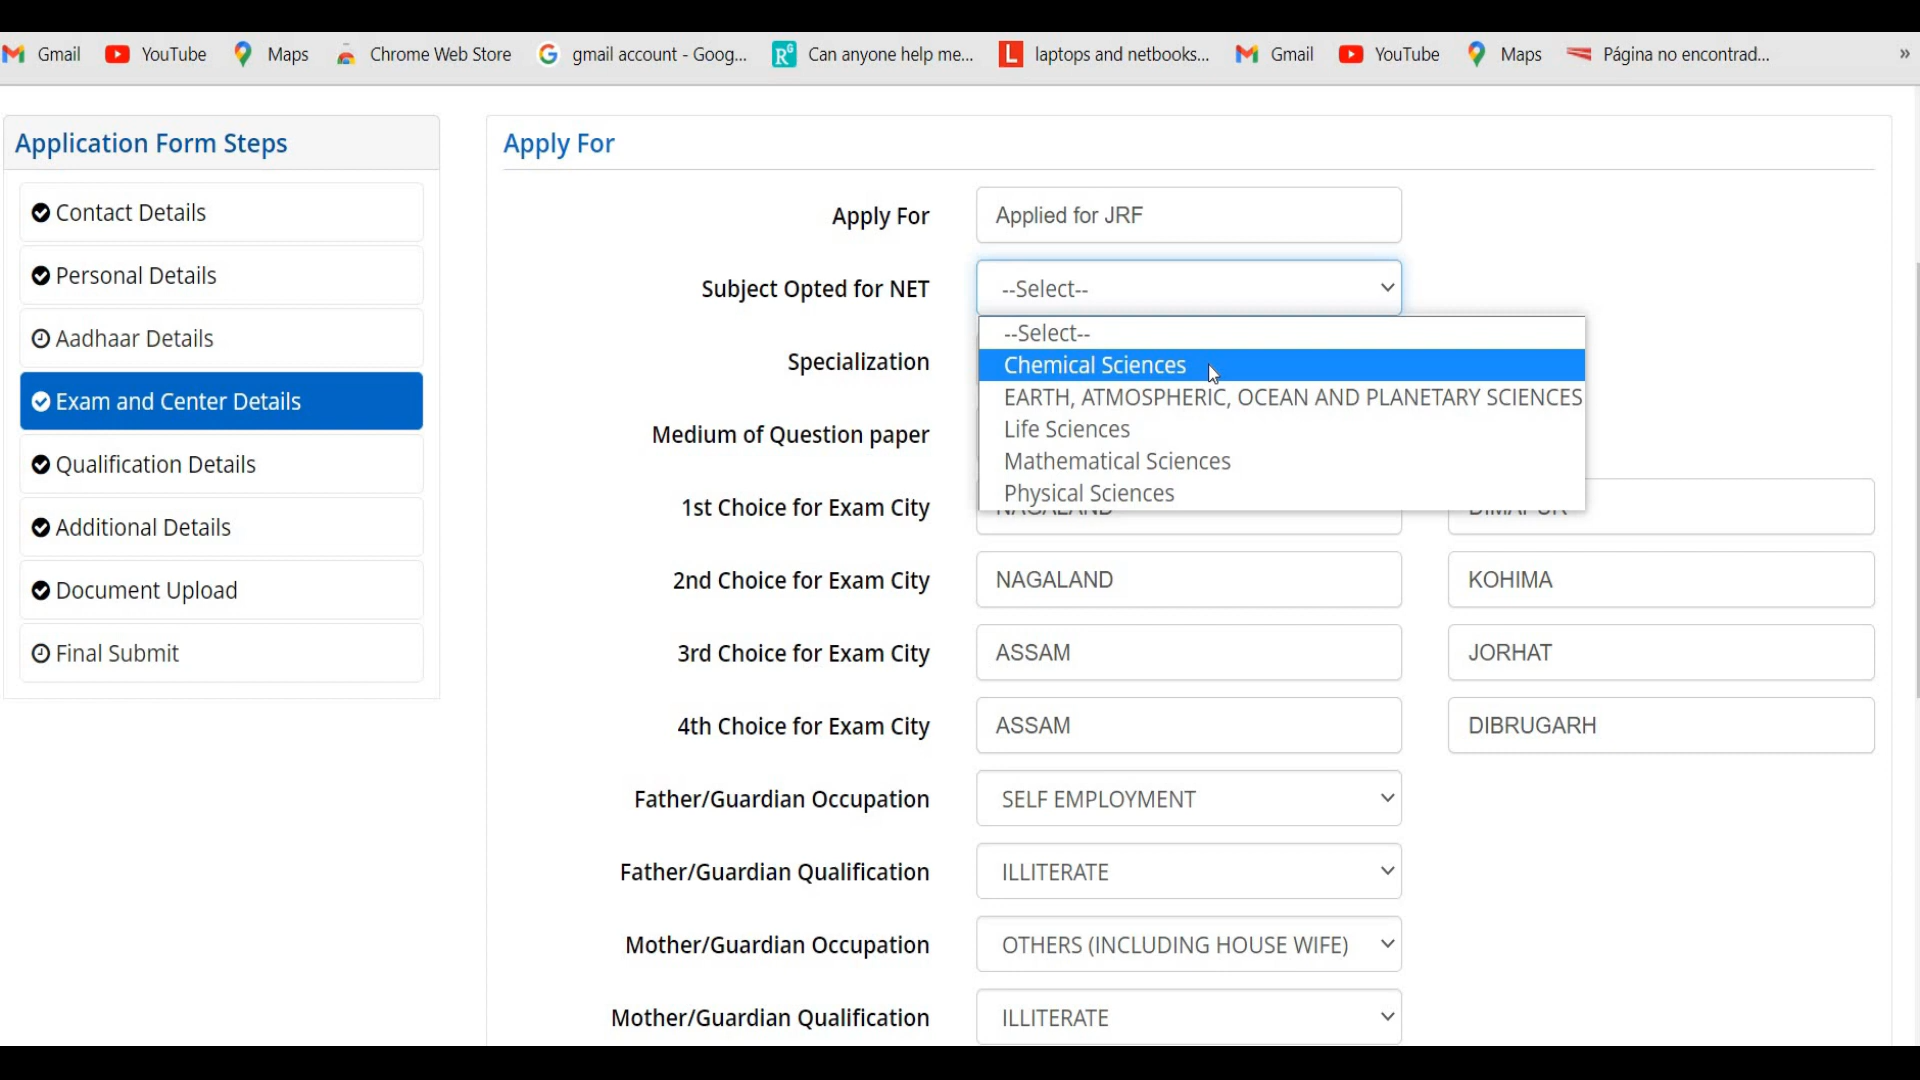 Gmail YouTube Maps Chrome Web Store gmail account - Goog... Can anyone help me... laptops and netbooks... Gmail YouTube Maps Página no encontrad... »
Application Form Steps
Contact Details
Personal Details
Aadhaar Details
Exam and Center Details
Qualification Details
Additional Details
Document Upload
Final Submit
Apply For
Apply For Applied for JRF
Subject Opted for NET --Select--
--Select--
Specialization Chemical Sciences
EARTH, ATMOSPHERIC, OCEAN AND PLANETARY SCIENCES
Medium of Question paper Life Sciences
Mathematical Sciences
Physical Sciences
1st Choice for Exam City NAGALAND DIMAPUR
2nd Choice for Exam City NAGALAND KOHIMA
3rd Choice for Exam City ASSAM JORHAT
4th Choice for Exam City ASSAM DIBRUGARH
Father/Guardian Occupation SELF EMPLOYMENT
Father/Guardian Qualification ILLITERATE
Mother/Guardian Occupation OTHERS (INCLUDING HOUSE WIFE)
Mother/Guardian Qualification ILLITERATE